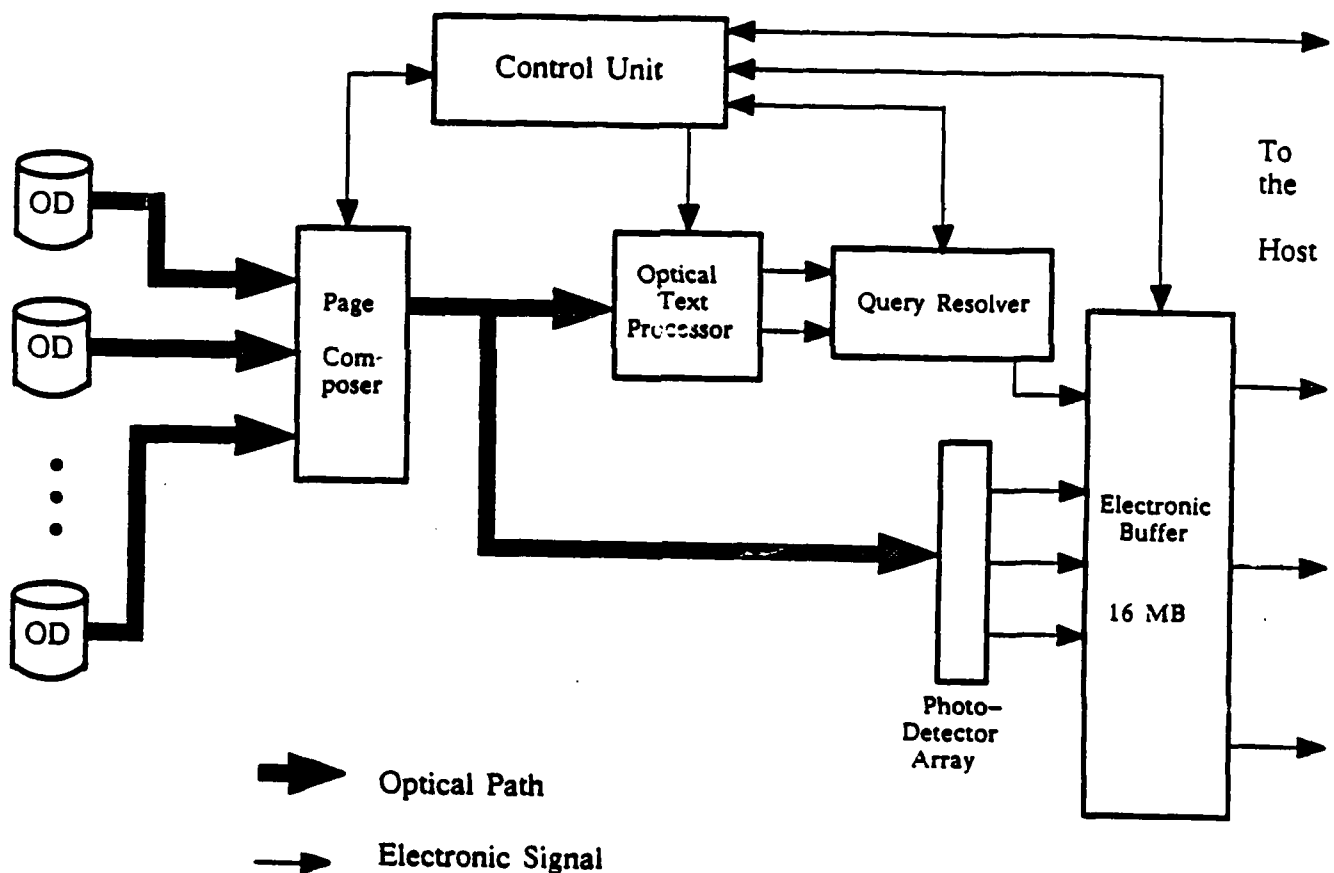 Control Unit
To
the
Host
OD
OD
OD
Page
Com-
poser
Optical
Text
Processor
Query Resolver
Electronic
Buffer
16 MB
Photo-
Detector
Array
Optical Path
Electronic Signal